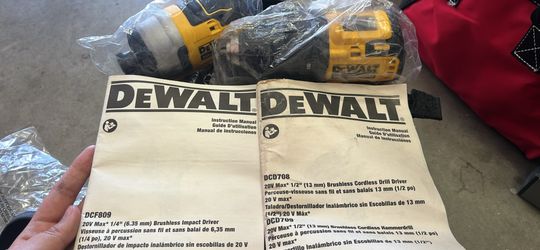 DEWALT
DEWALT
DEWALT
Instruction Manual
Guide D'utilisation
Manual de instrucciones
DCF809
20V Max* 1/4" (6.35 mm) Brushless Impact Driver
Visseuse à percussion sans fil et sans balais de 6,35
mm (1/4 po), 20 V max*
Destornillador de impacto inalámbrico sin escobillas de 20 V
DEWALT
Instruction Manual
Guide D'utilisation
Manual de instrucciones
DCD708
20V Max* 1/2" (13 mm) Brushless Cordless Drill Driver
Perceuse-visseuse sans fil et sans balais 13 mm (1/2 po)
20 V max*
Taladro/Destornillador inalámbrico sin escobillas de 13 mm
(1/2") 20 V Máx*
DCD709
20V Max* 1/2" (13 mm) Brushless Cordless Hammerdrill